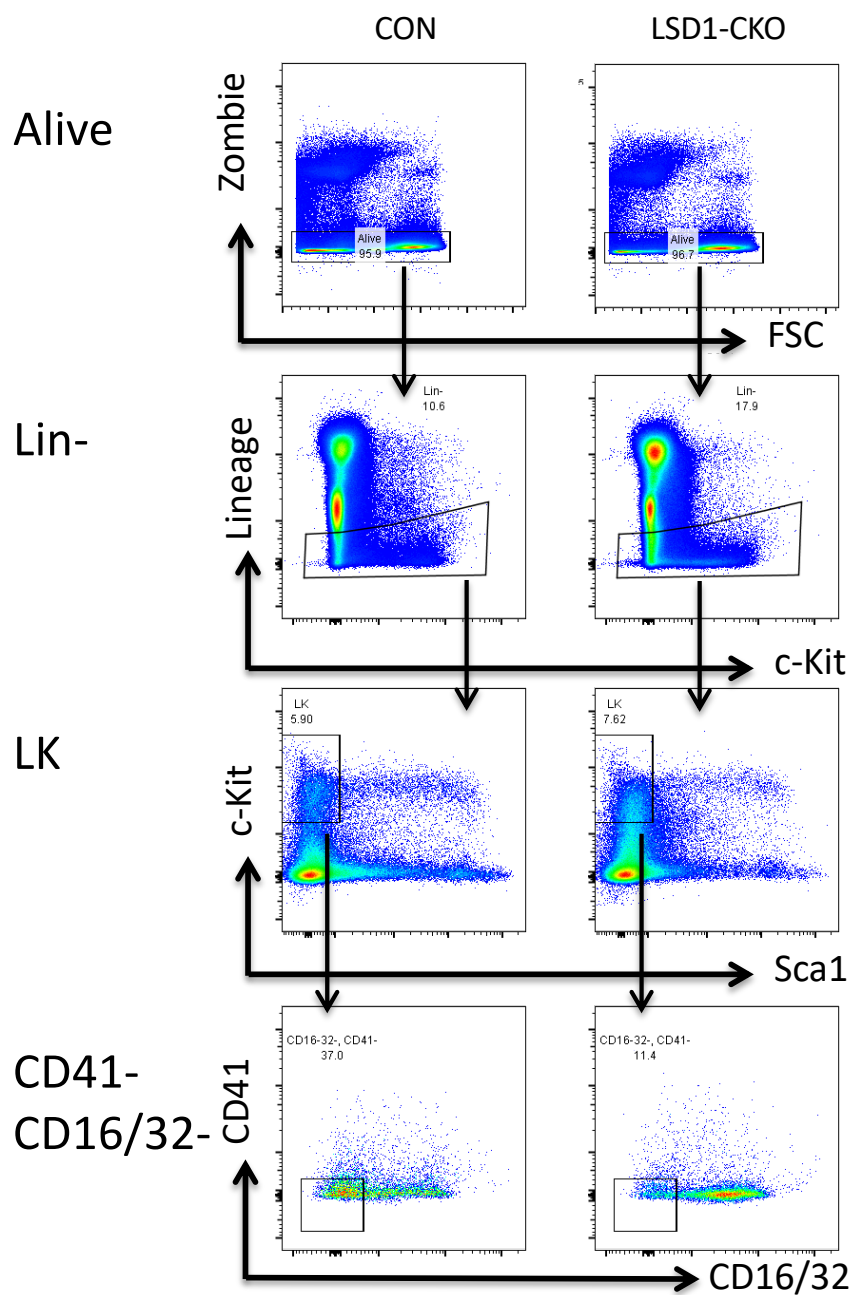 CON LSD1-CKO
Alive
Zombie
5
Alive
95.9
Alive
96.7
FSC
Lin-
Lineage
Lin-
10.6
Lin-
17.9
c-Kit
LK
c-Kit
LK
5.90
LK
7.62
Sca1
CD41-
CD16/32-
CD41
CD16-32-, CD41-
37.0
CD16-32-, CD41-
11.4
CD16/32